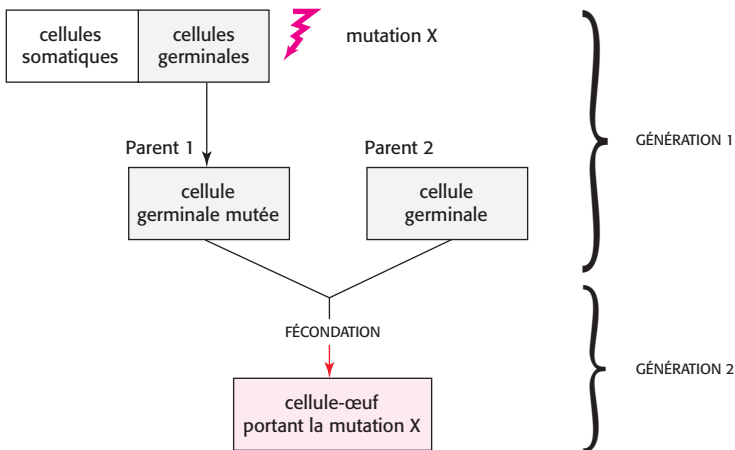 cellules
somatiques
cellules
germinales
mutation X
GÉNÉRATION 1
Parent 1
Parent 2
cellule
germinale mutée
cellule
germinale
FÉCONDATION
GÉNÉRATION 2
cellule-œuf
portant la mutation X